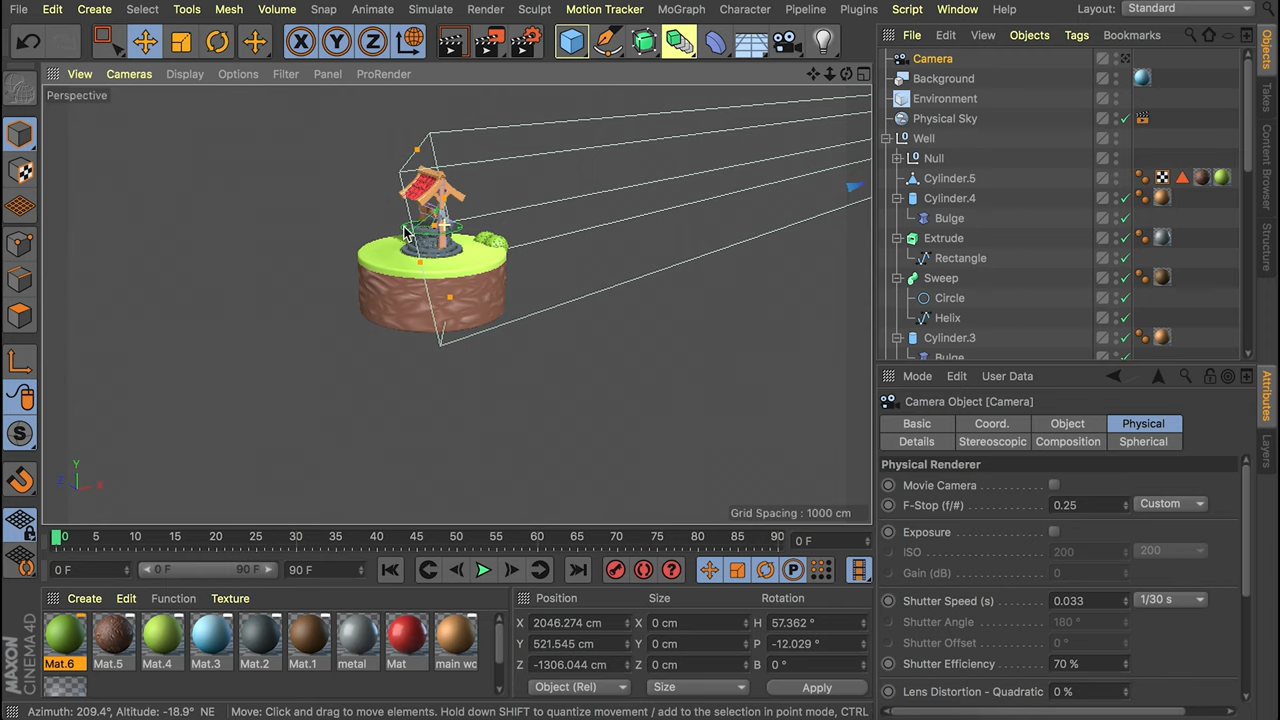 File Edit Create Select Tools Mesh Volume Snap Animate Simulate Render Sculpt Motion Tracker MoGraph Character Pipeline Plugins Script Window Help Layout: Standard
X Y Z
File Edit View Objects Tags Bookmarks
View Cameras Display Options Filter Panel ProRender
Perspective
Camera
Background
Environment
Physical Sky
Well
Null
Cylinder.5
Cylinder.4
Bulge
Extrude
Rectangle
Sweep
Circle
Helix
Cylinder.3
Bulge
Objects
Takes
Content Browser
Structure
Y
Z X
Grid Spacing : 1000 cm
Mode Edit User Data
Camera Object [Camera]
Basic Coord. Object Physical
Details Stereoscopic Composition Spherical
Physical Renderer
Movie Camera
F-Stop (f/#) 0.25 Custom
Exposure
ISO 200 200
Gain (dB) 0
Shutter Speed (s) 0.033 1/30 s
Shutter Angle 180 °
Shutter Offset 0 °
Shutter Efficiency 70 %
Lens Distortion - Quadratic 0 %
Attributes
Layers
0 5 10 15 20 25 30 35 40 45 50 55 60 65 70 75 80 85 90 0 F
0 F 0 F 90 F 90 F
Create Edit Function Texture
Mat.6 Mat.5 Mat.4 Mat.3 Mat.2 Mat.1 metal Mat main wo
Position Size Rotation
X 2046.274 cm X 0 cm H 57.362 °
Y 521.545 cm Y 0 cm P -12.029 °
Z -1306.044 cm Z 0 cm B 0 °
Object (Rel) Size Apply
MAXON
CINEMA 4D
Azimuth: 209.4°, Altitude: -18.9° NE Move: Click and drag to move elements. Hold down SHIFT to quantize movement / add to the selection in point mode, CTRL